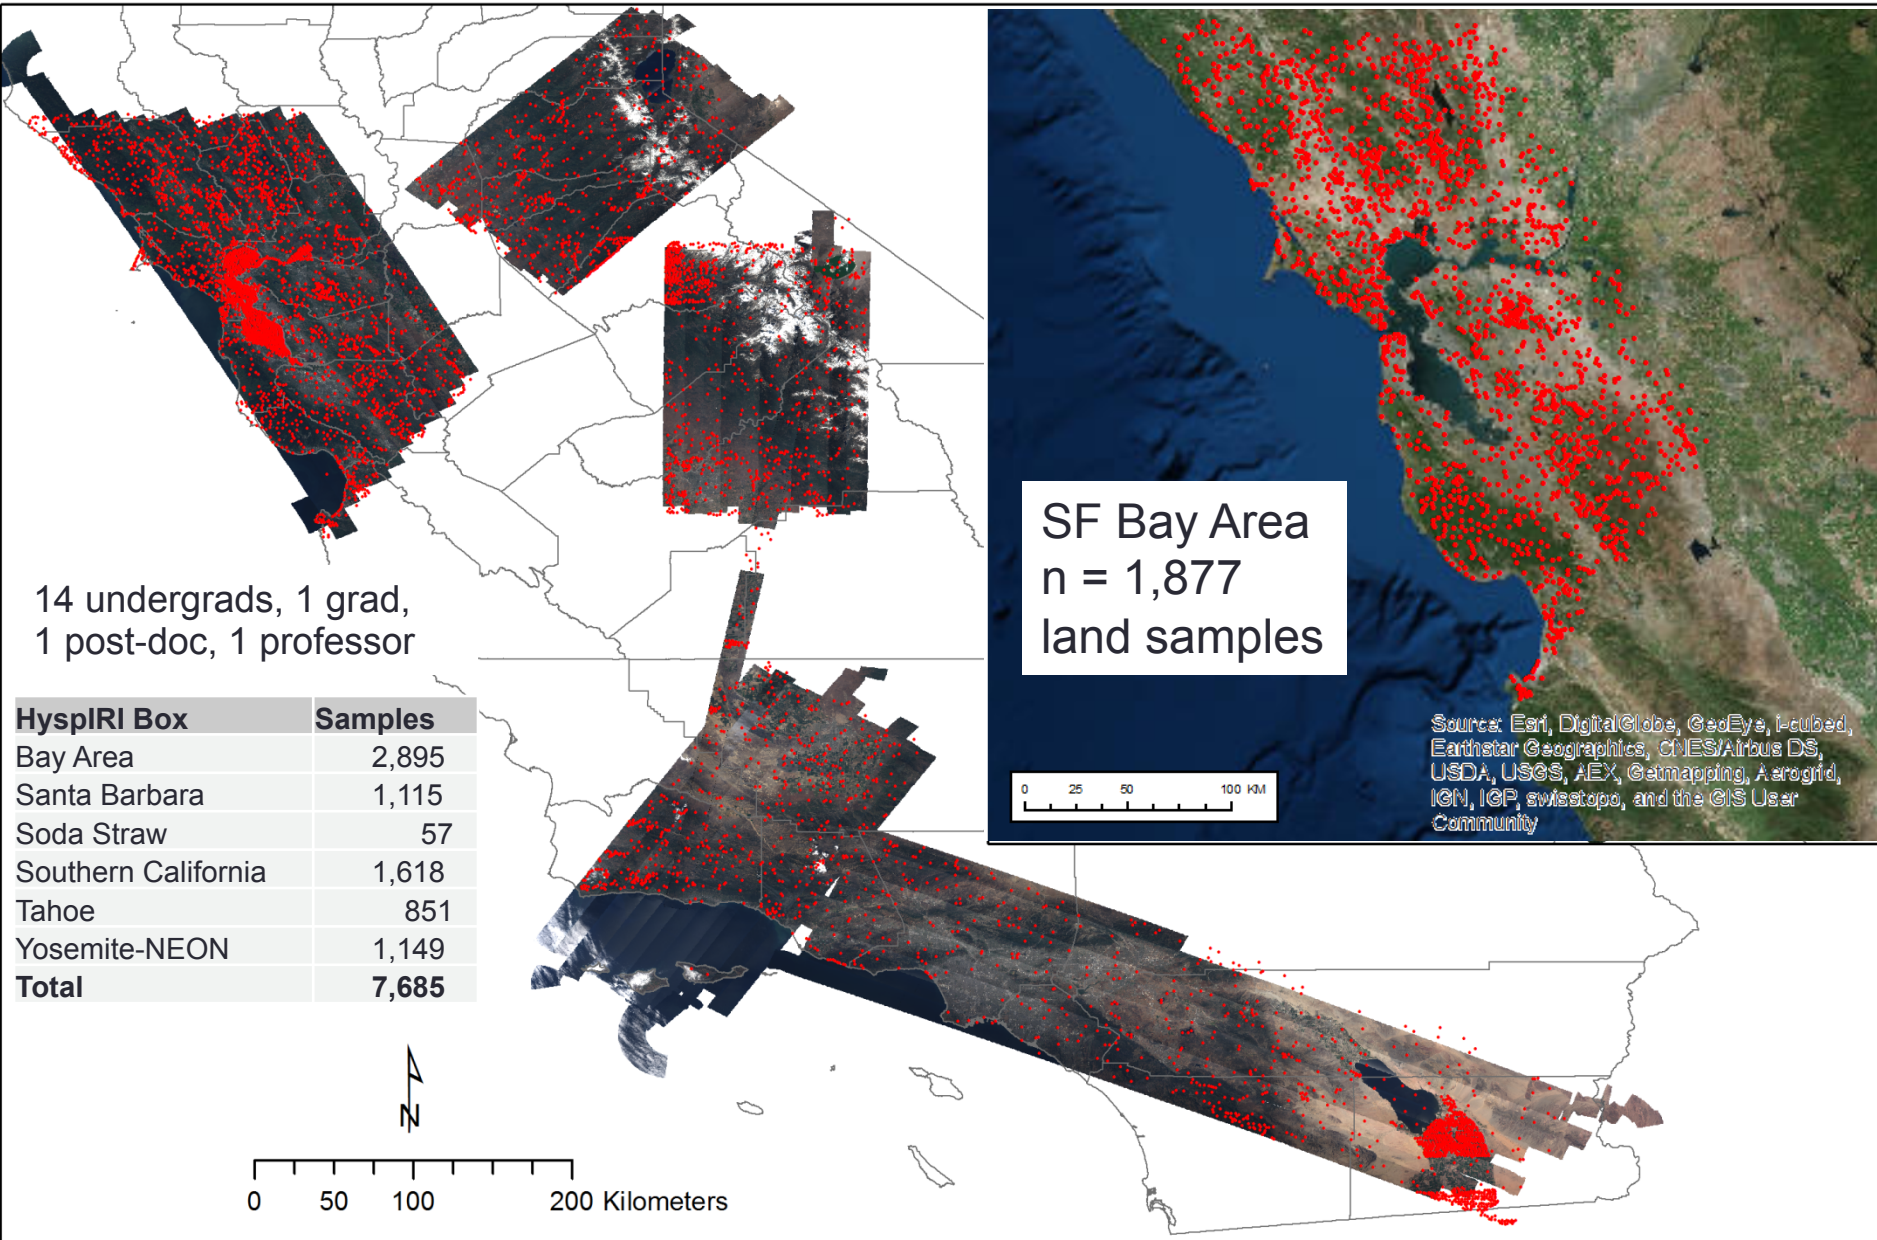 14 undergrads, 1 grad,
1 post-doc, 1 professor
HyspIRI Box Samples
Bay Area 2,895
Santa Barbara 1,115
Soda Straw 57
Southern California 1,618
Tahoe 851
Yosemite-NEON 1,149
Total 7,685
N
0 50 100 200 Kilometers
SF Bay Area
n = 1,877
land samples
0 25 50 100 KM
Source: Esri, DigitalGlobe, GeoEye, i-cubed,
Earthstar Geographics, CNES/Airbus DS,
USDA, USGS, AEX, Getmapping, Aerogrid,
IGN, IGP, swisstopo, and the GIS User
Community